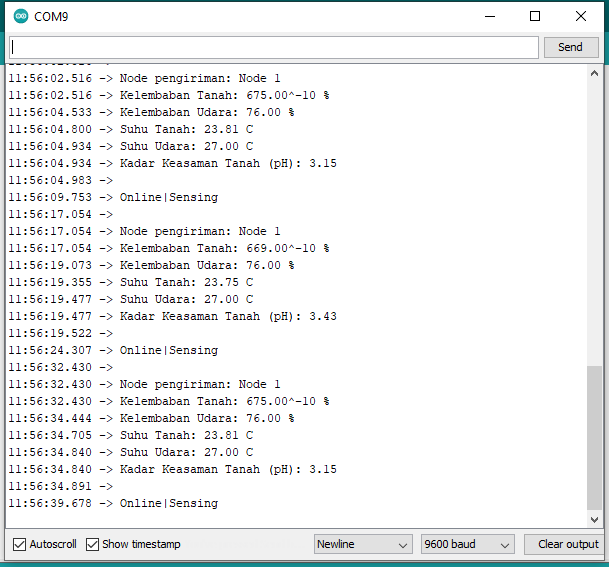 COM9
Send
11:56:02.516 -> Node pengiriman: Node 1
11:56:02.516 -> Kelembaban Tanah: 675.00^-10 %
11:56:04.533 -> Kelembaban Udara: 76.00 %
11:56:04.800 -> Suhu Tanah: 23.81 C
11:56:04.934 -> Suhu Udara: 27.00 C
11:56:04.934 -> Kadar Keasaman Tanah (pH): 3.15
11:56:04.983 ->
11:56:09.753 -> Online|Sensing
11:56:17.054 ->
11:56:17.054 -> Node pengiriman: Node 1
11:56:17.054 -> Kelembaban Tanah: 669.00^-10 %
11:56:19.073 -> Kelembaban Udara: 76.00 %
11:56:19.355 -> Suhu Tanah: 23.75 C
11:56:19.477 -> Suhu Udara: 27.00 C
11:56:19.477 -> Kadar Keasaman Tanah (pH): 3.43
11:56:19.522 ->
11:56:24.307 -> Online|Sensing
11:56:32.430 ->
11:56:32.430 -> Node pengiriman: Node 1
11:56:32.430 -> Kelembaban Tanah: 675.00^-10 %
11:56:34.444 -> Kelembaban Udara: 76.00 %
11:56:34.705 -> Suhu Tanah: 23.81 C
11:56:34.840 -> Suhu Udara: 27.00 C
11:56:34.840 -> Kadar Keasaman Tanah (pH): 3.15
11:56:34.891 ->
11:56:39.678 -> Online|Sensing
Autoscroll Show timestamp Newline 9600 baud Clear output